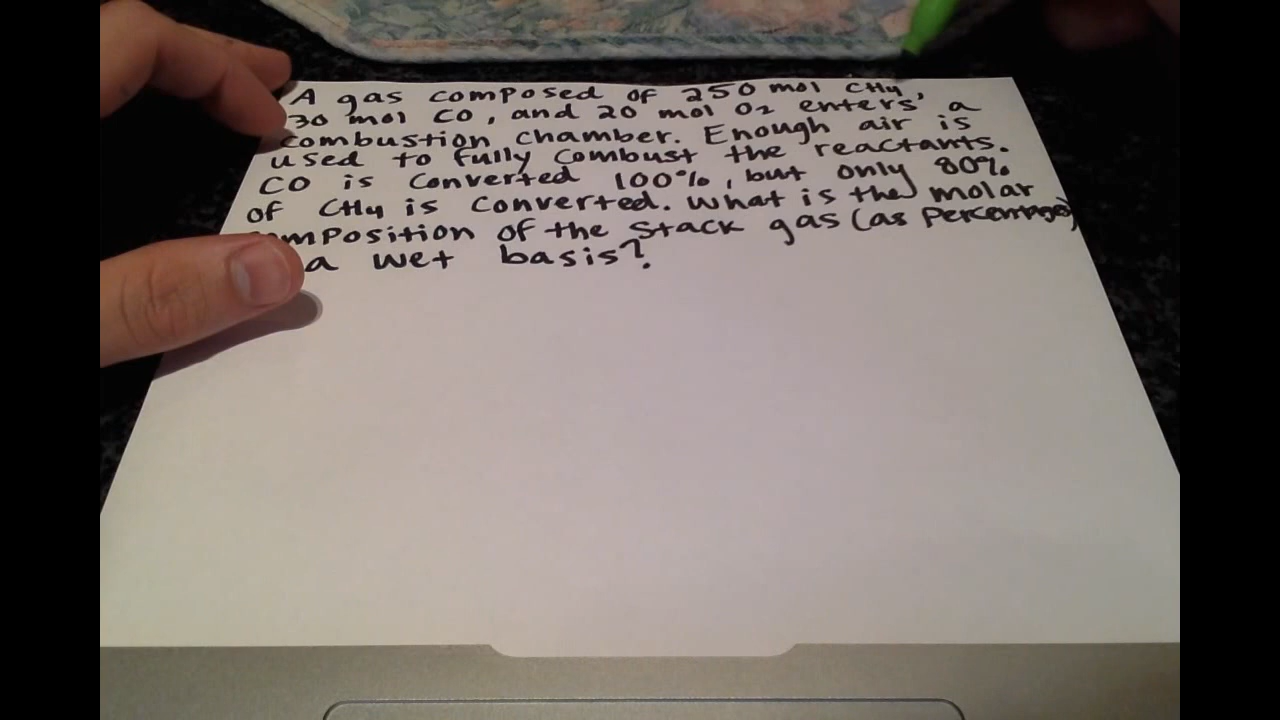 A gas composed of 250 mol CH4,
30 mol CO, and 20 mol O2 enters a
combustion chamber. Enough air is
used to fully combust the reactants.
CO is converted 100%, but only 80%
of CH4 is converted. What is the molar
composition of the stack gas (as percentages)
a wet basis?